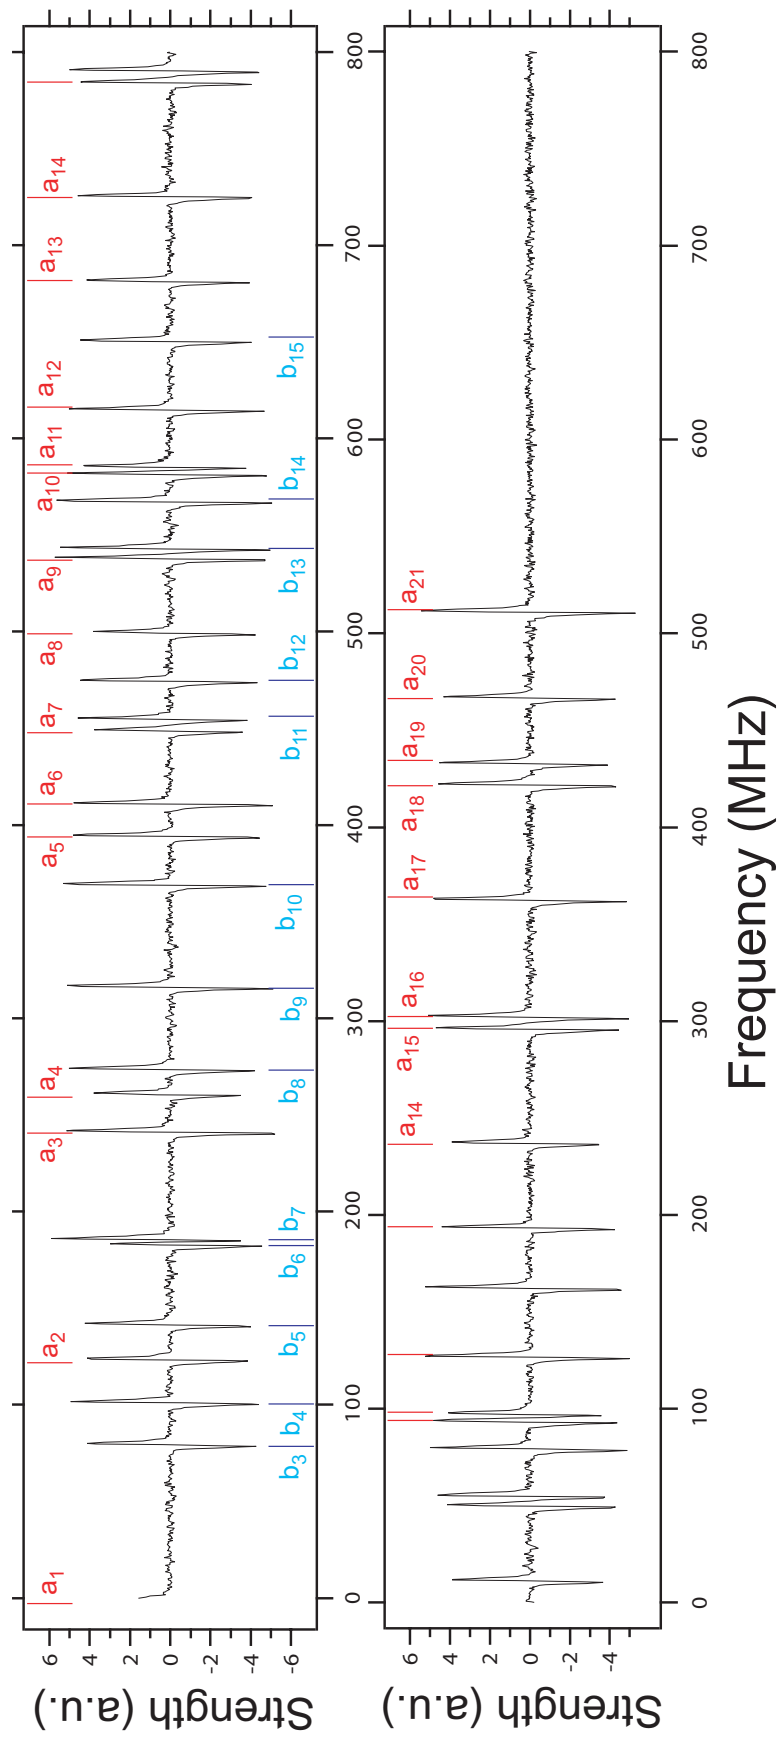 Strength (a.u.)
6
4
2
0
-2
-4
-6
a1
a2
a3
a4
a5
a6
a7
a8
a9
a10
a11
a12
a13
a14
b3
b4
b5
b6
b7
b8
b9
b10
b11
b12
b13
b14
b15
0
100
200
300
400
500
600
700
800
Strength (a.u.)
6
4
2
0
-2
-4
a14
a15
a16
a17
a18
a19
a20
a21
0
100
200
300
400
500
600
700
800
Frequency (MHz)